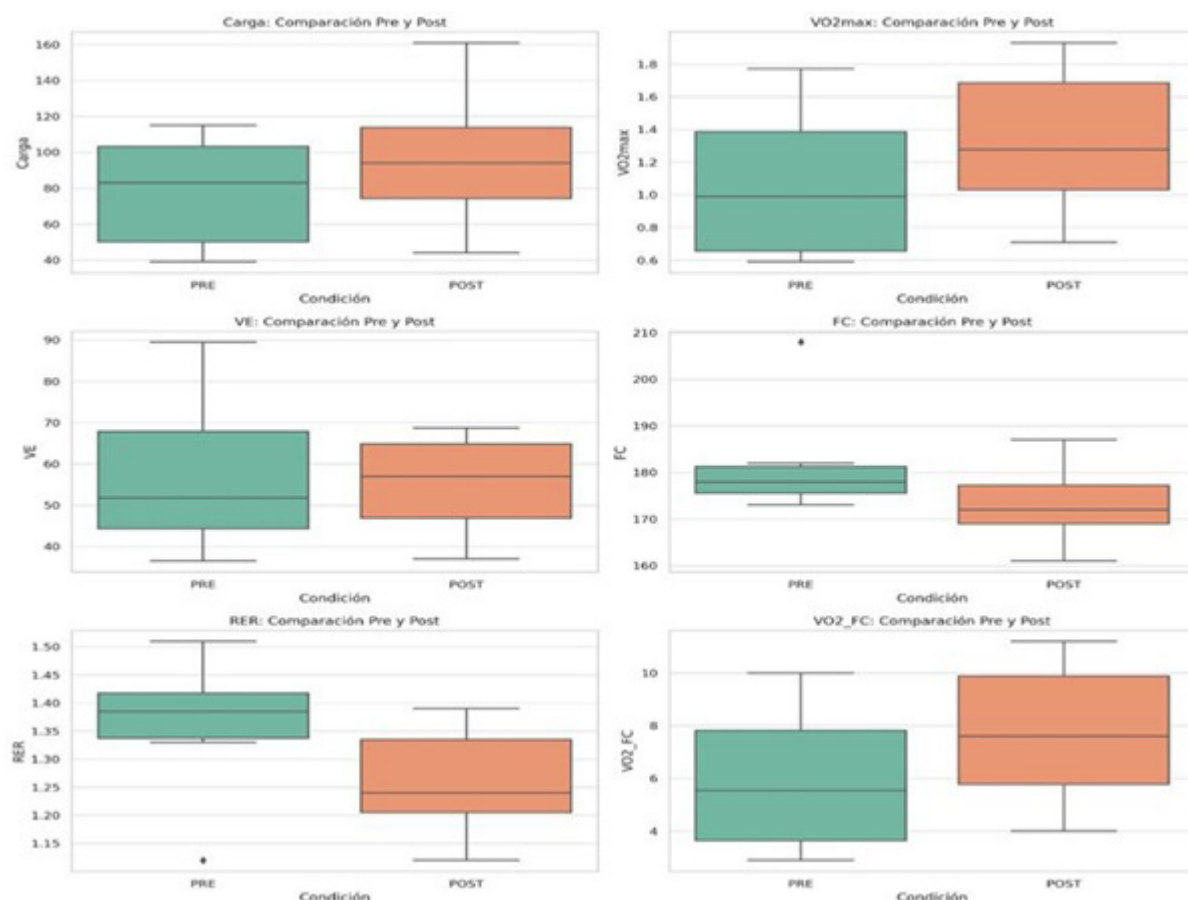 Carga: Comparación Pre y Post
160
140
120
100
80
60
40
Carga
PRE
POST
Condición
VO2max: Comparación Pre y Post
1.8
1.6
1.4
1.2
1.0
0.8
0.6
VO2max
PRE
POST
Condición
VE: Comparación Pre y Post
90
80
70
60
50
40
VE
PRE
POST
Condición
FC: Comparación Pre y Post
210
200
190
180
170
160
FC
PRE
POST
Condición
RER: Comparación Pre y Post
1.50
1.45
1.40
1.35
1.30
1.25
1.20
1.15
RER
PRE
POST
Condición
VO2_FC: Comparación Pre y Post
10
8
6
4
VO2_FC
PRE
POST
Condición